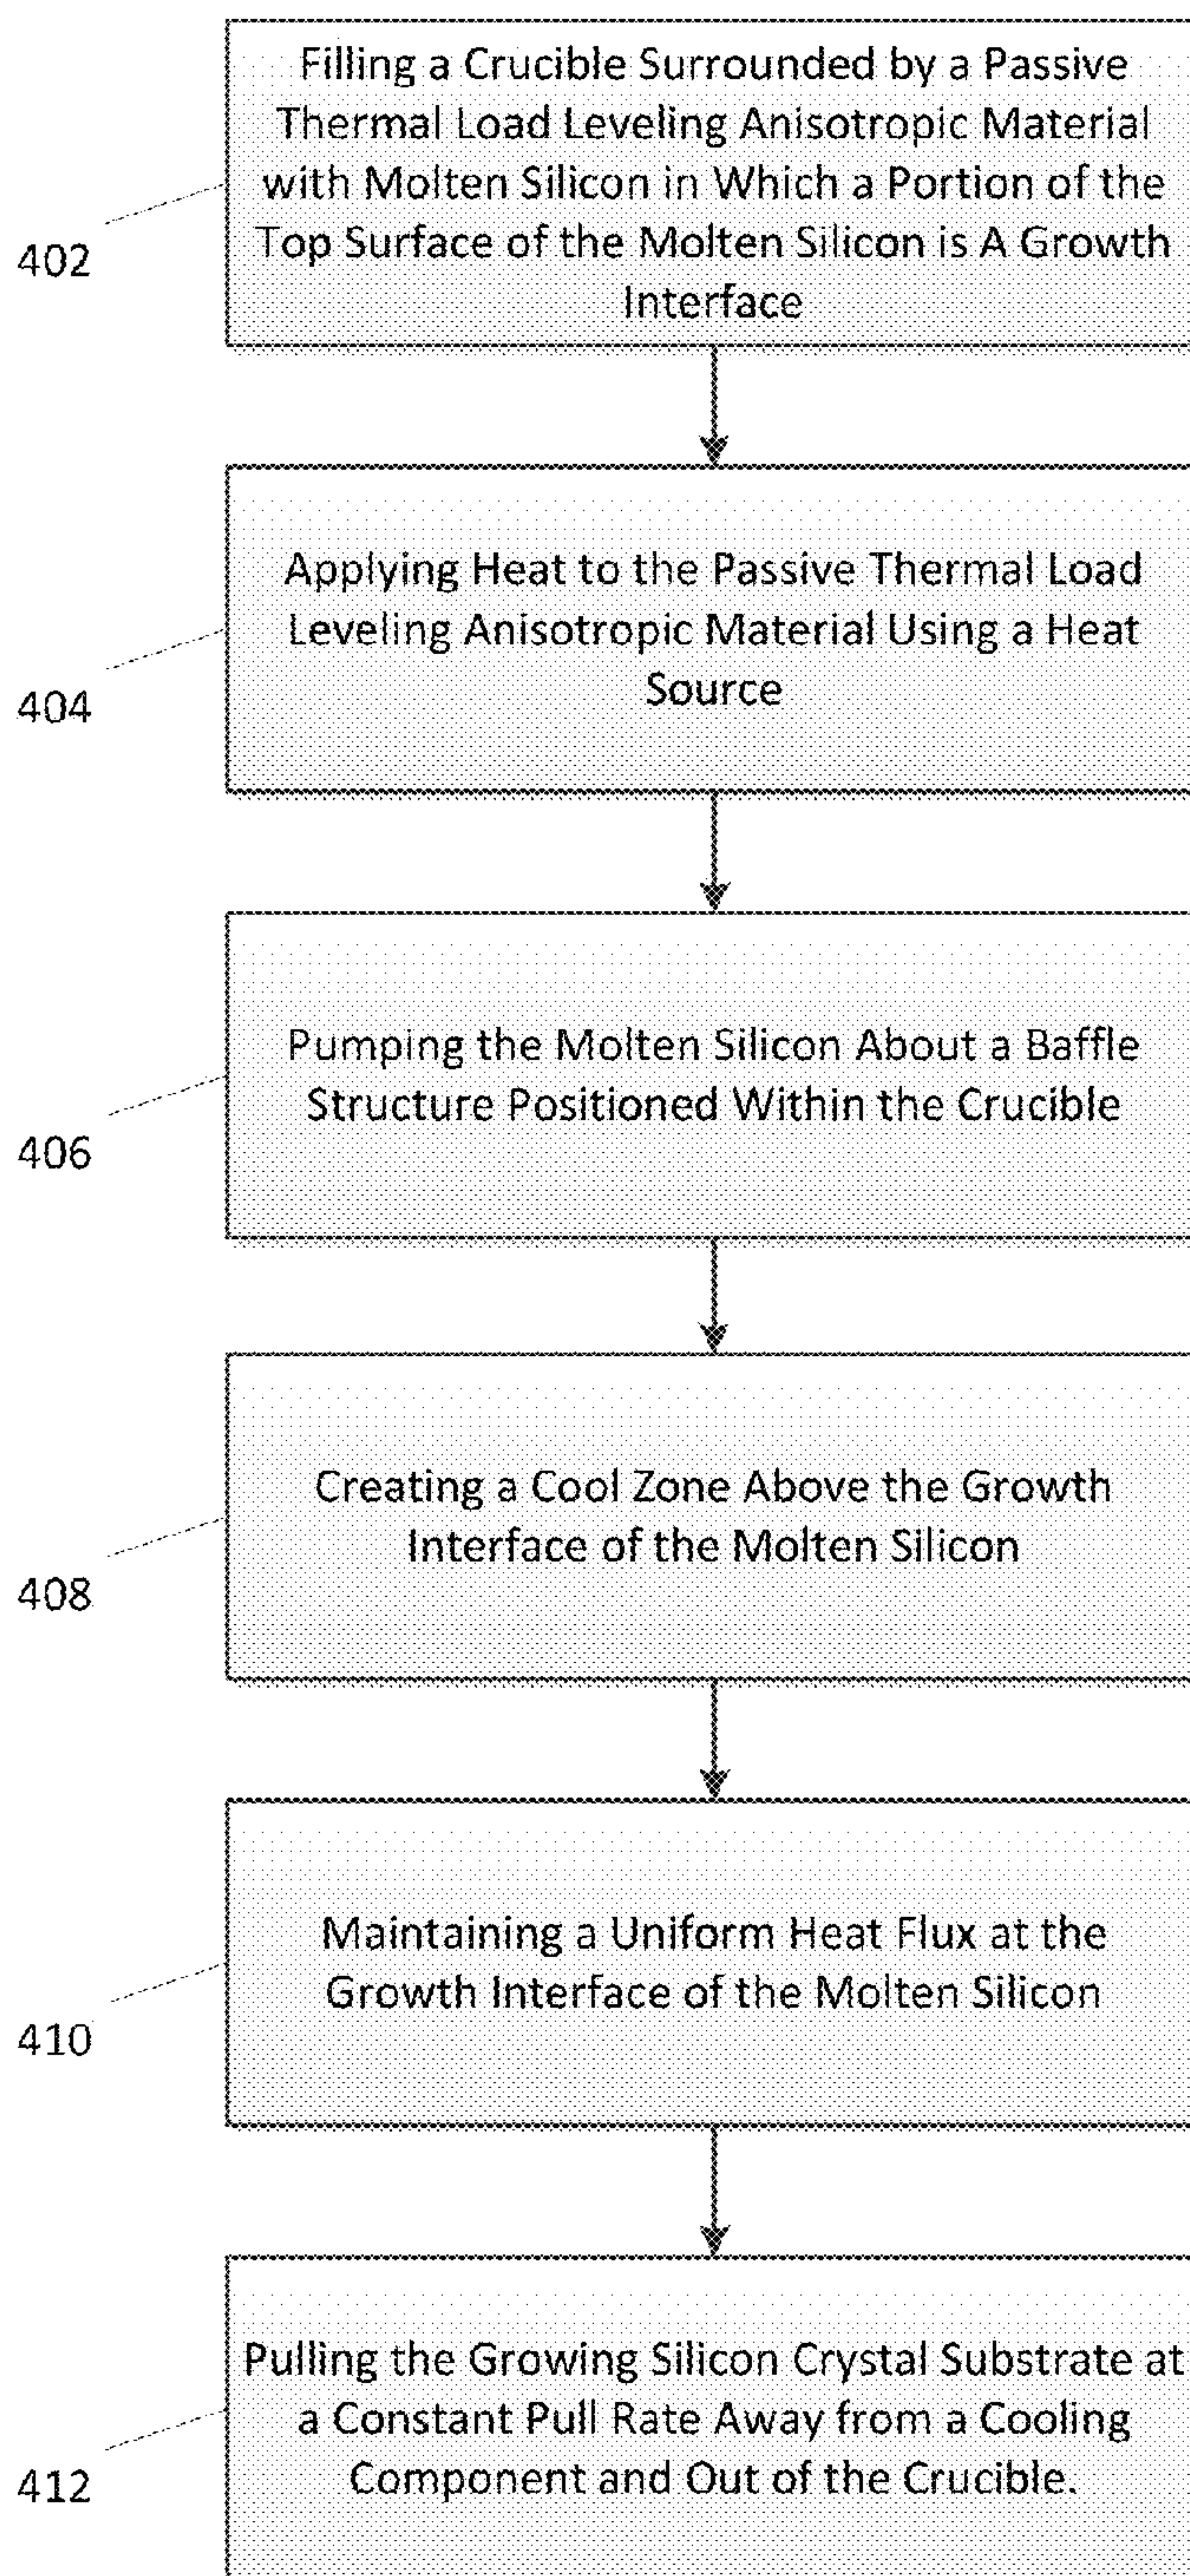 Filling a Crucible Surrounded by a Passive
Thermal Load Leveling Anisotropic Material
with Molten Silicon in Which a Portion of the
Top Surface of the Molten Silicon is A Growth
Interface
402
Applying Heat to the Passive Thermal Load
Leveling Anisotropic Material Using a Heat
Source
404
Pumping the Molten Silicon About a Baffle
Structure Positioned Within the Crucible
406
Creating a Cool Zone Above the Growth
Interface of the Molten Silicon
408
Maintaining a Uniform Heat Flux at the
Growth Interface of the Molten Silicon
410
Pulling the Growing Silicon Crystal Substrate at
a Constant Pull Rate Away from a Cooling
Component and Out of the Crucible.
412